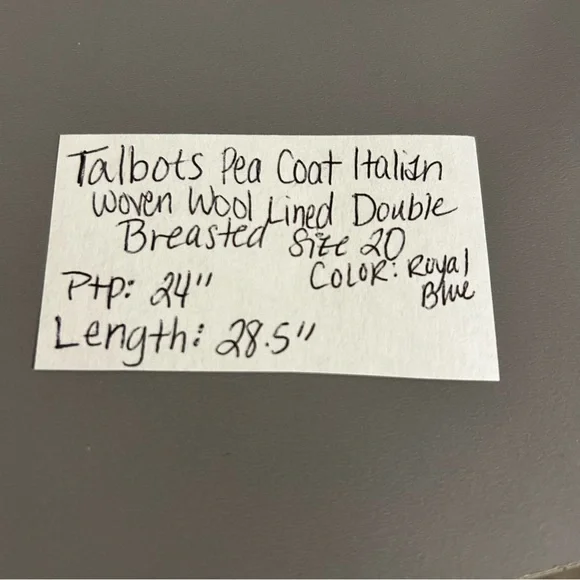 Talbots Pea Coat Italian
Woven Wool Lined Double
Breasted Size 20
Color: Royal
Blue
Ptp: 24"
Length: 28.5"